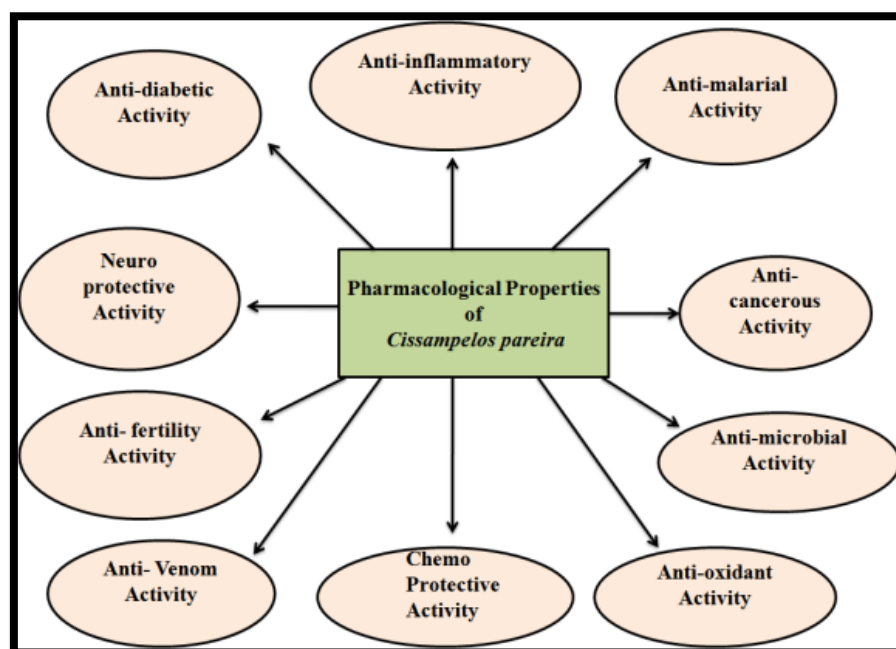 Anti-diabetic
Activity
Anti-inflammatory
Activity
Anti-malarial
Activity
Neuro
protective
Activity
Pharmacological Properties
of
Cissampelos pareira
Anti-
cancerous
Activity
Anti- fertility
Activity
Anti-microbial
Activity
Anti- Venom
Activity
Chemo
Protective
Activity
Anti-oxidant
Activity